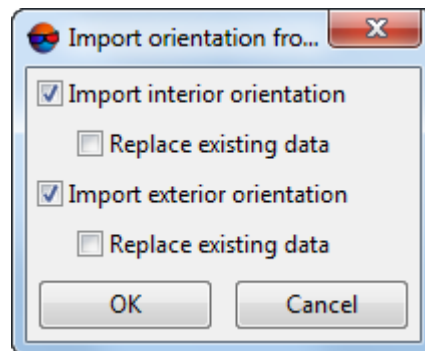 Import orientation fro...
Import interior orientation
Replace existing data
Import exterior orientation
Replace existing data
OK Cancel